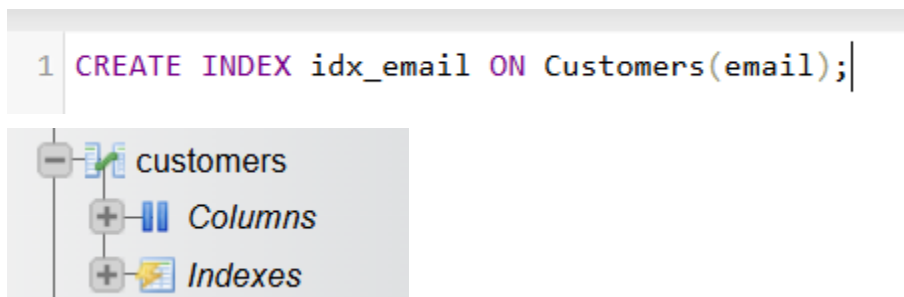 1 CREATE INDEX idx_email ON Customers(email);
customers
Columns
Indexes